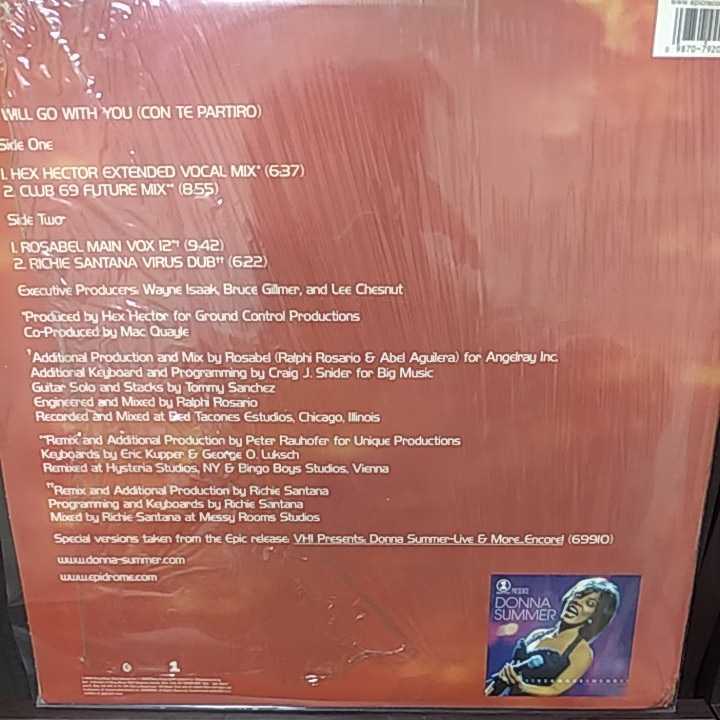 WILL GO WITH YOU (CON TE PARTIRO)
Side One
1. HEX HECTOR EXTENDED VOCAL MIX* (6:37)
2. CLUB 69 FUTURE MIX** (8:55)
Side Two
1. ROSABEL MAIN VOX 12"† (9:42)
2. RICHIE SANTANA VIRUS DUB†† (6:22)
Executive Producers: Wayne Isaak, Bruce Gillmer, and Lee Chesnut
*Produced by Hex Hector for Ground Control Productions
Co-Produced by Mac Quayle
†Additional Production and Mix by Rosabel (Ralphi Rosario & Abel Aguilera) for Angelray Inc.
Additional Keyboard and Programming by Craig J. Snider for Big Music
Guitar Solo and Stacks by Tommy Sanchez
Engineered and Mixed by Ralphi Rosario
Recorded and Mixed at Red Tacones Estudios, Chicago, Illinois
**Remix and Additional Production by Peter Rauhofer for Unique Productions
Keyboards by Eric Kupper & George O. Luksch
Remixed at Hysteria Studios, NY & Bingo Boys Studios, Vienna
††Remix and Additional Production by Richie Santana
Programming and Keyboards by Richie Santana
Mixed by Richie Santana at Messy Rooms Studios
Special versions taken from the Epic release: VH1 Presents: Donna Summer-Live & More...Encore! (69910)
www.donna-summer.com
www.epidrome.com
PRESENTS
DONNA
SUMMER